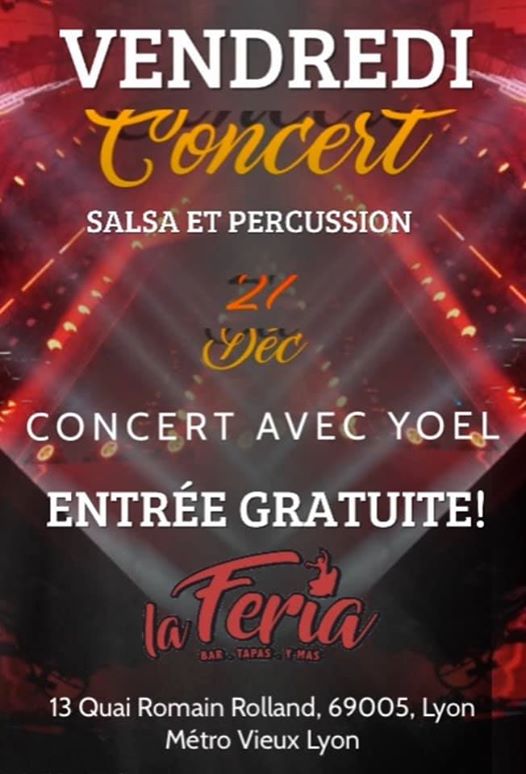 VENDREDI
Concert
SALSA ET PERCUSSION
21
Déc
CONCERT AVEC YOEL
ENTRÉE GRATUITE!
la Feria
BAR . TAPAS . Y MAS
13 Quai Romain Rolland, 69005, Lyon
Métro Vieux Lyon